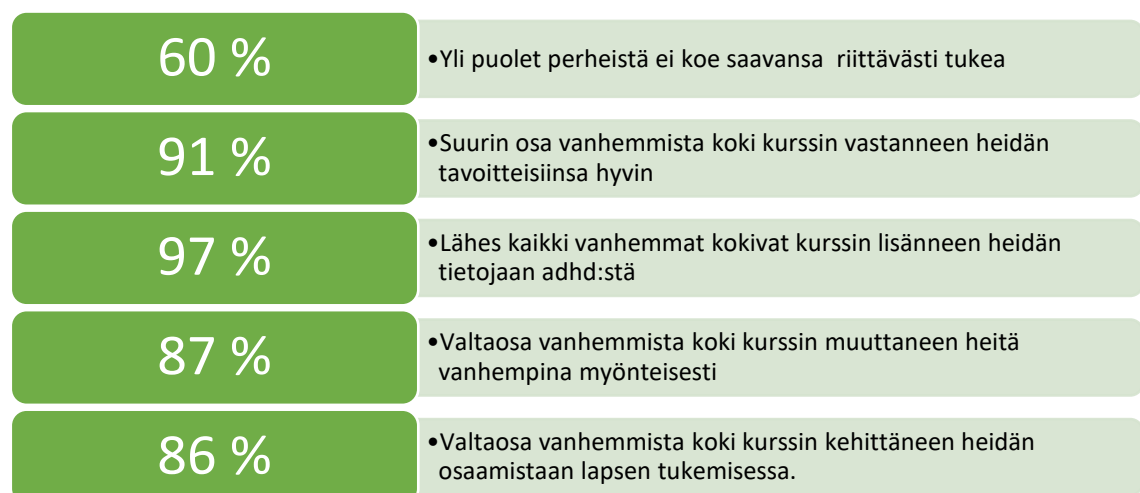 60 %
•Yli puolet perheistä ei koe saavansa riittävästi tukea
91 %
•Suurin osa vanhemmista koki kurssin vastanneen heidän
tavoitteisiinsa hyvin
97 %
•Lähes kaikki vanhemmat kokivat kurssin lisänneen heidän
tietojaan adhd:stä
87 %
•Valtaosa vanhemmista koki kurssin muuttaneen heitä
vanhempina myönteisesti
86 %
•Valtaosa vanhemmista koki kurssin kehittäneen heidän
osaamistaan lapsen tukemisessa.